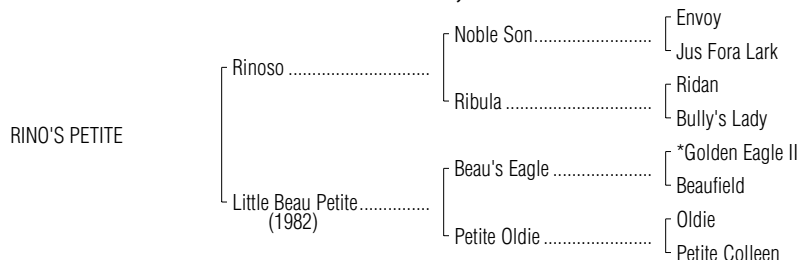 Envoy
Noble Son..............................
Jus Fora Lark
Rinoso ...............................
Ridan
Ribula .....................................
Bully's Lady
RINO'S PETITE
*Golden Eagle II
Beau's Eagle .........................
Beaufield
Little Beau Petite...............
(1982)
Oldie
Petite Oldie ...........................
Petite Colleen